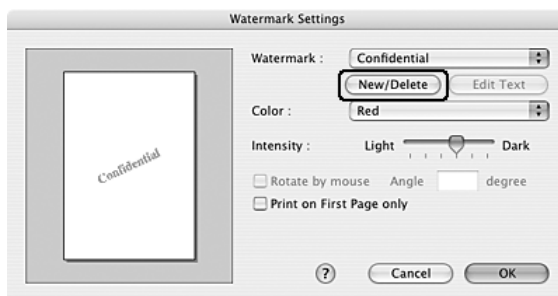 Watermark Settings
Watermark : Confidential
New/Delete Edit Text
Color : Red
Intensity : Light Dark
Confidential
Rotate by mouse Angle degree
Print on First Page only
? Cancel OK